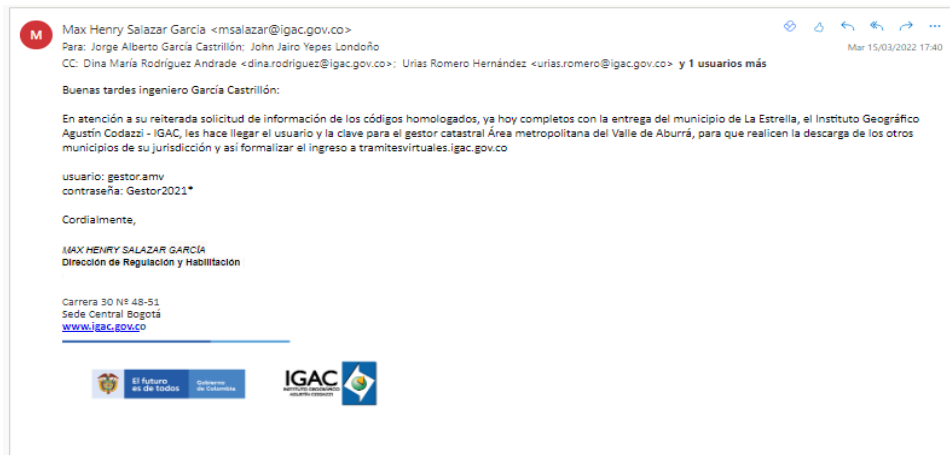 M
Max Henry Salazar Garcia <msalazar@igac.gov.co>
Para: Jorge Alberto García Castrillón; John Jairo Yepes Londoño
Mar 15/03/2022 17:40
CC: Dina María Rodríguez Andrade <dina.rodriguez@igac.gov.co>; Urias Romero Hernández <urias.romero@igac.gov.co> y 1 usuarios más
Buenas tardes ingeniero García Castrillón:
En atención a su reiterada solicitud de información de los códigos homologados, ya hoy completos con la entrega del municipio de La Estrella, el Instituto Geográfico
Agustín Codazzi - IGAC, les hace llegar el usuario y la clave para el gestor catastral Área metropolitana del Valle de Aburrá, para que realicen la descarga de los otros
municipios de su jurisdicción y así formalizar el ingreso a tramitesvirtuales.igac.gov.co
usuario: gestor.amv
contraseña: Gestor2021*
Cordialmente,
MAX HENRY SALAZAR GARCÍA
Dirección de Regulación y Habilitación
Carrera 30 Nº 48-51
Sede Central Bogotá
www.igac.gov.co
El futuro
es de todos
Gobierno
de Colombia
IGAC
INSTITUTO GEOGRÁFICO
AGUSTÍN CODAZZI